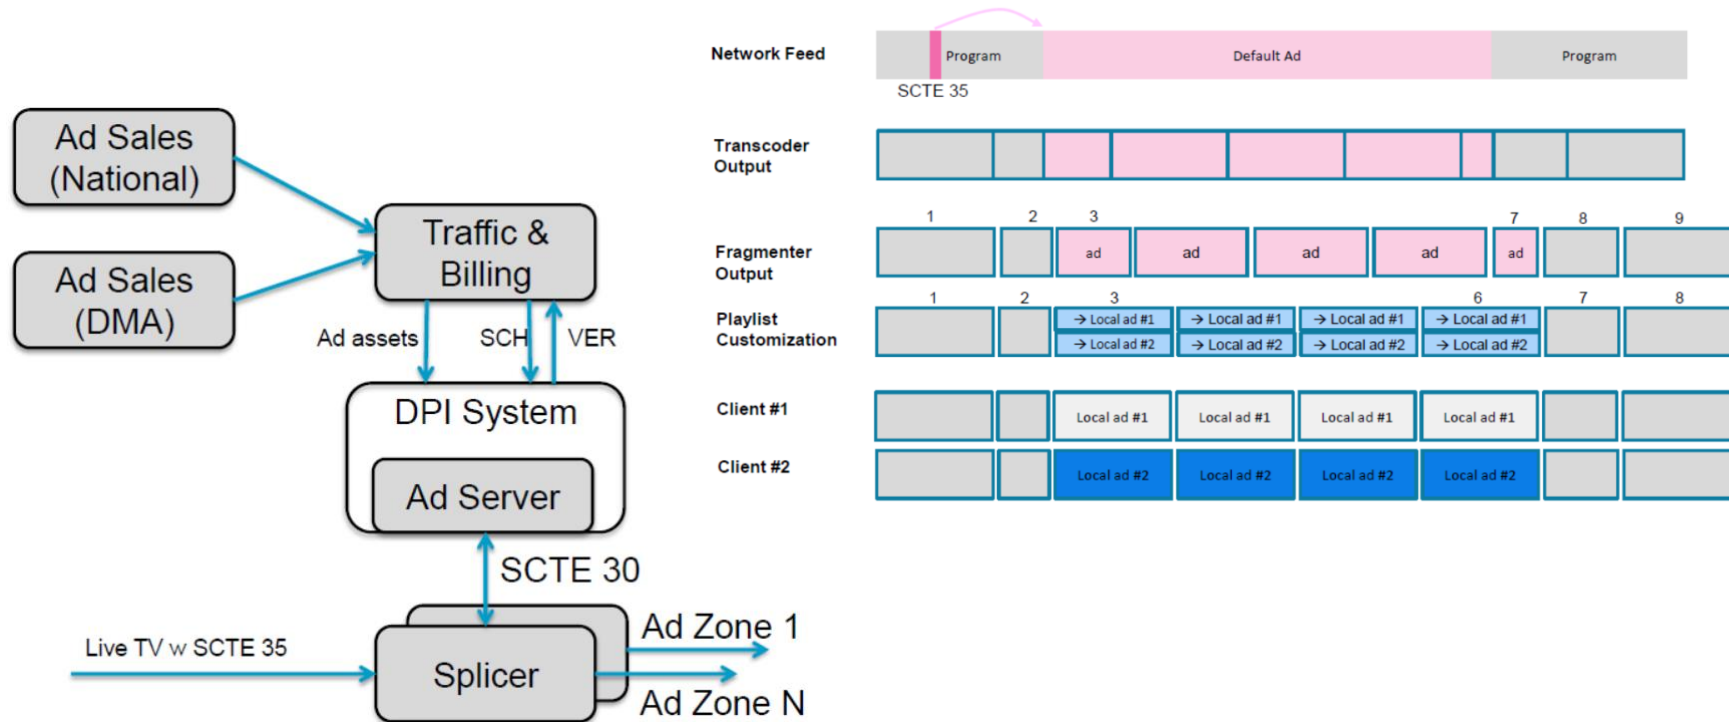 Ad Sales
(National)
Ad Sales
(DMA)
Traffic &
Billing
Ad assets
SCH
VER
DPI System
Ad Server
SCTE 30
Live TV w SCTE 35
Splicer
Ad Zone 1
Ad Zone N
Network Feed
Program
Default Ad
Program
SCTE 35
Transcoder
Output
1 2 3 7 8 9
Fragmenter
Output
ad ad ad ad ad
1 2 3 6 7 8
Playlist
Customization
→ Local ad #1 → Local ad #1 → Local ad #1 → Local ad #1
→ Local ad #2 → Local ad #2 → Local ad #2 → Local ad #2
Client #1
Local ad #1 Local ad #1 Local ad #1 Local ad #1
Client #2
Local ad #2 Local ad #2 Local ad #2 Local ad #2